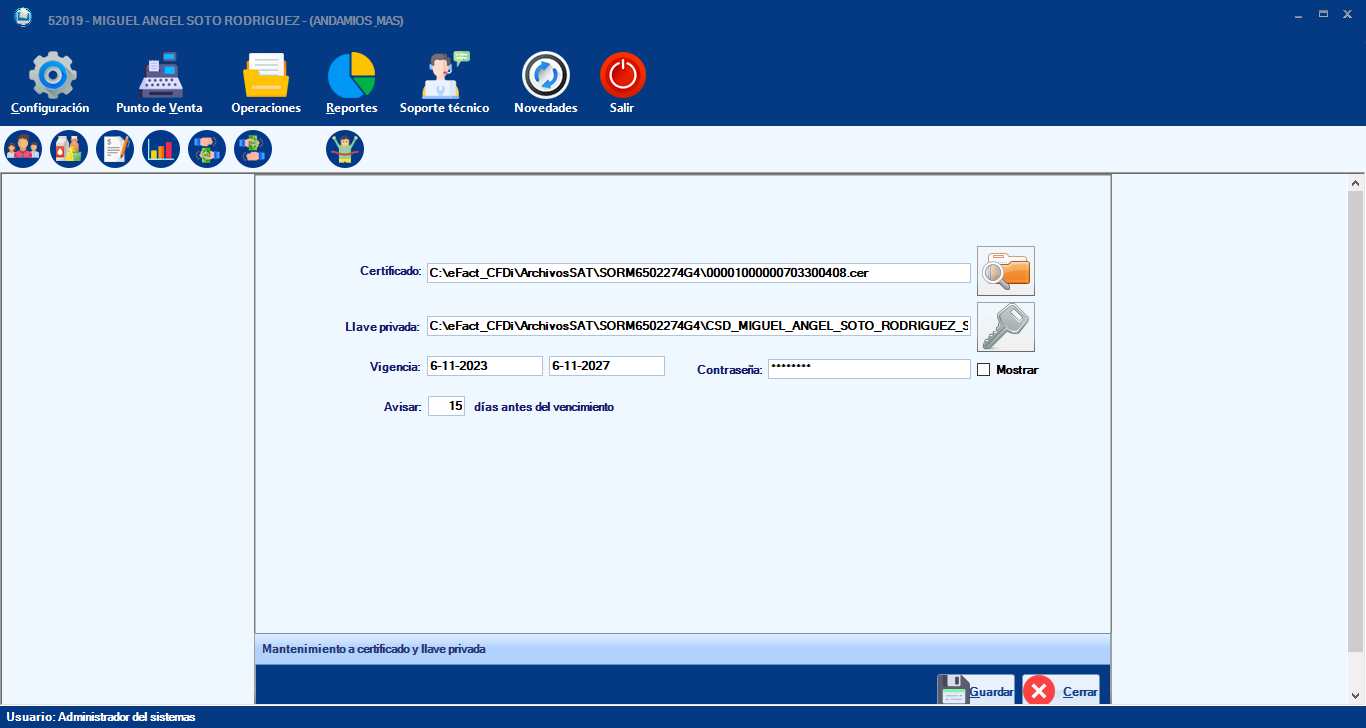 52019 - MIGUEL ANGEL SOTO RODRIGUEZ - (ANDAMIOS_MAS)
Configuración Punto de Venta Operaciones Reportes Soporte técnico Novedades Salir
Certificado: C:\eFact_CFDi\ArchivosSAT\SORM6502274G4\00001000000703300408.cer
Llave privada: C:\eFact_CFDi\ArchivosSAT\SORM6502274G4\CSD_MIGUEL_ANGEL_SOTO_RODRIGUEZ_S
Vigencia: 6-11-2023 6-11-2027 Contraseña: ******** Mostrar
Avisar: 15 días antes del vencimiento
Mantenimiento a certificado y llave privada
Guardar Cerrar
Usuario: Administrador del sistemas